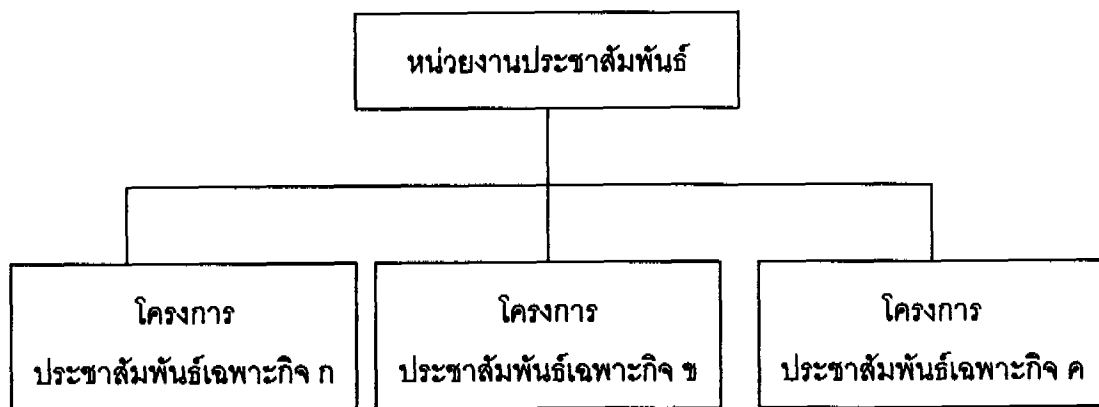 หน่วยงานประชาสัมพันธ์
โครงการ
ประชาสัมพันธ์เฉพาะกิจ ก
โครงการ
ประชาสัมพันธ์เฉพาะกิจ ข
โครงการ
ประชาสัมพันธ์เฉพาะกิจ ค